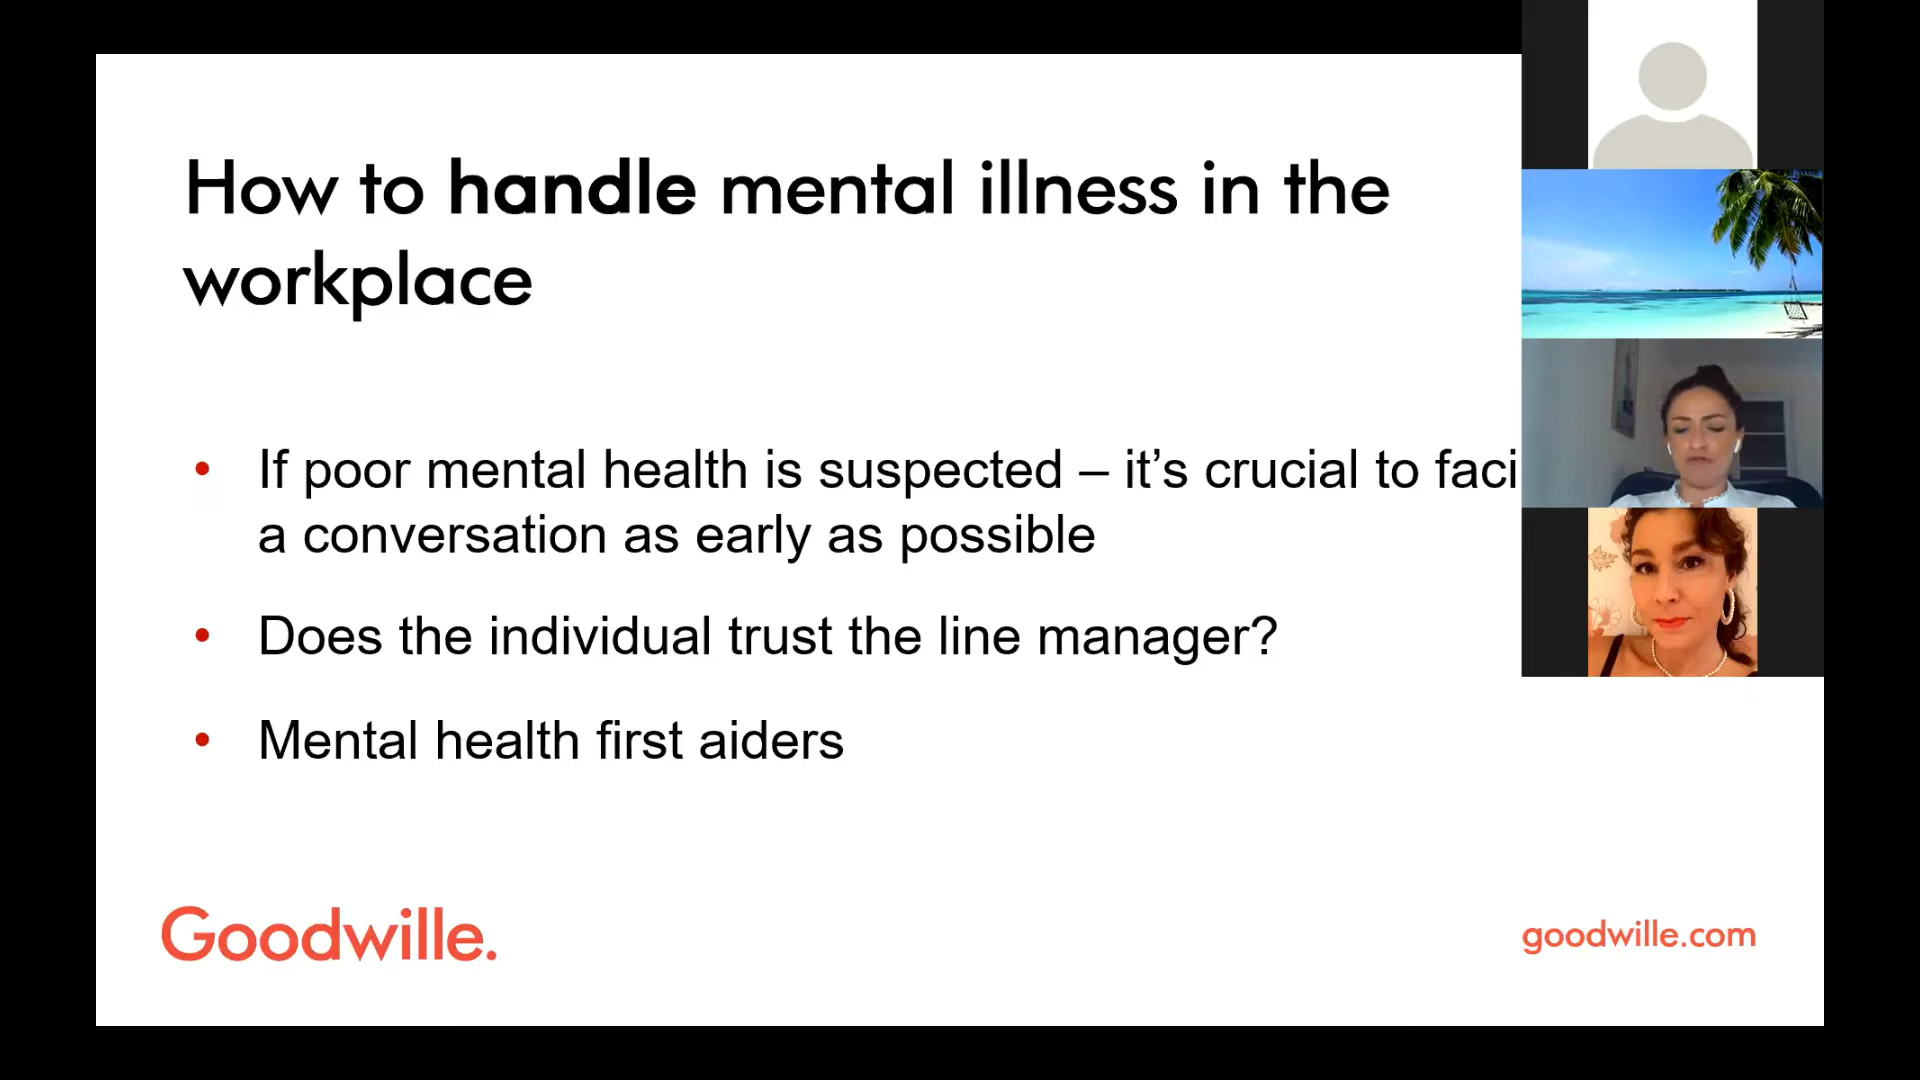 How to handle mental illness in the
workplace
• If poor mental health is suspected – it’s crucial to
a conversation as early as possible
• Does the individual trust the line manager?
• Mental health first aiders
Goodwille.
goodwille.com